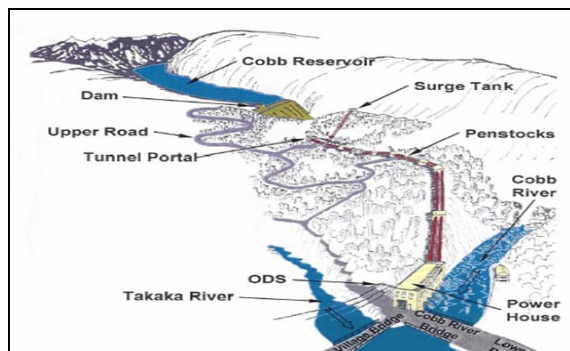 Cobb Reservoir
Surge Tank
Dam
Upper Road
Penstocks
Tunnel Portal
Cobb
River
ODS
Takaka River
Power
House
Village Bridge
Cobb River
Bridge